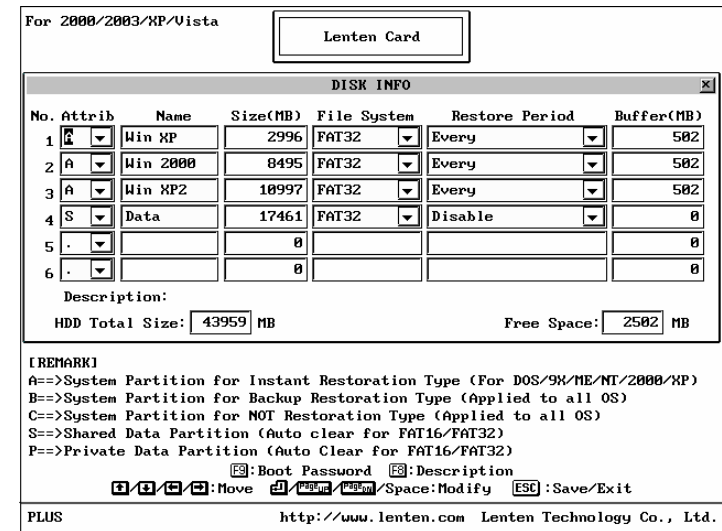 For 2000/2003/XP/Vista
Lenten Card
DISK INFO
No. Attrib Name Size(MB) File System Restore Period Buffer(MB)
1 A Win XP 2996 FAT32 Every 502
2 A Win 2000 8495 FAT32 Every 502
3 A Win XP2 10997 FAT32 Every 502
4 S Data 17461 FAT32 Disable 0
5 . 0 0
6 . 0 0
Description:
HDD Total Size: 43959 MB Free Space: 2502 MB
[REMARK]
A==>System Partition for Instant Restoration Type (For DOS/9X/ME/NT/2000/XP)
B==>System Partition for Backup Restoration Type (Applied to all OS)
C==>System Partition for NOT Restoration Type (Applied to all OS)
S==>Shared Data Partition (Auto clear for FAT16/FAT32)
P==>Private Data Partition (Auto Clear for FAT16/FAT32)
F9:Boot Password F8:Description
↑/↓/←/→:Move ⏎/PageUP/PageDN/Space:Modify ESC :Save/Exit
PLUS http://www.lenten.com Lenten Technology Co., Ltd.